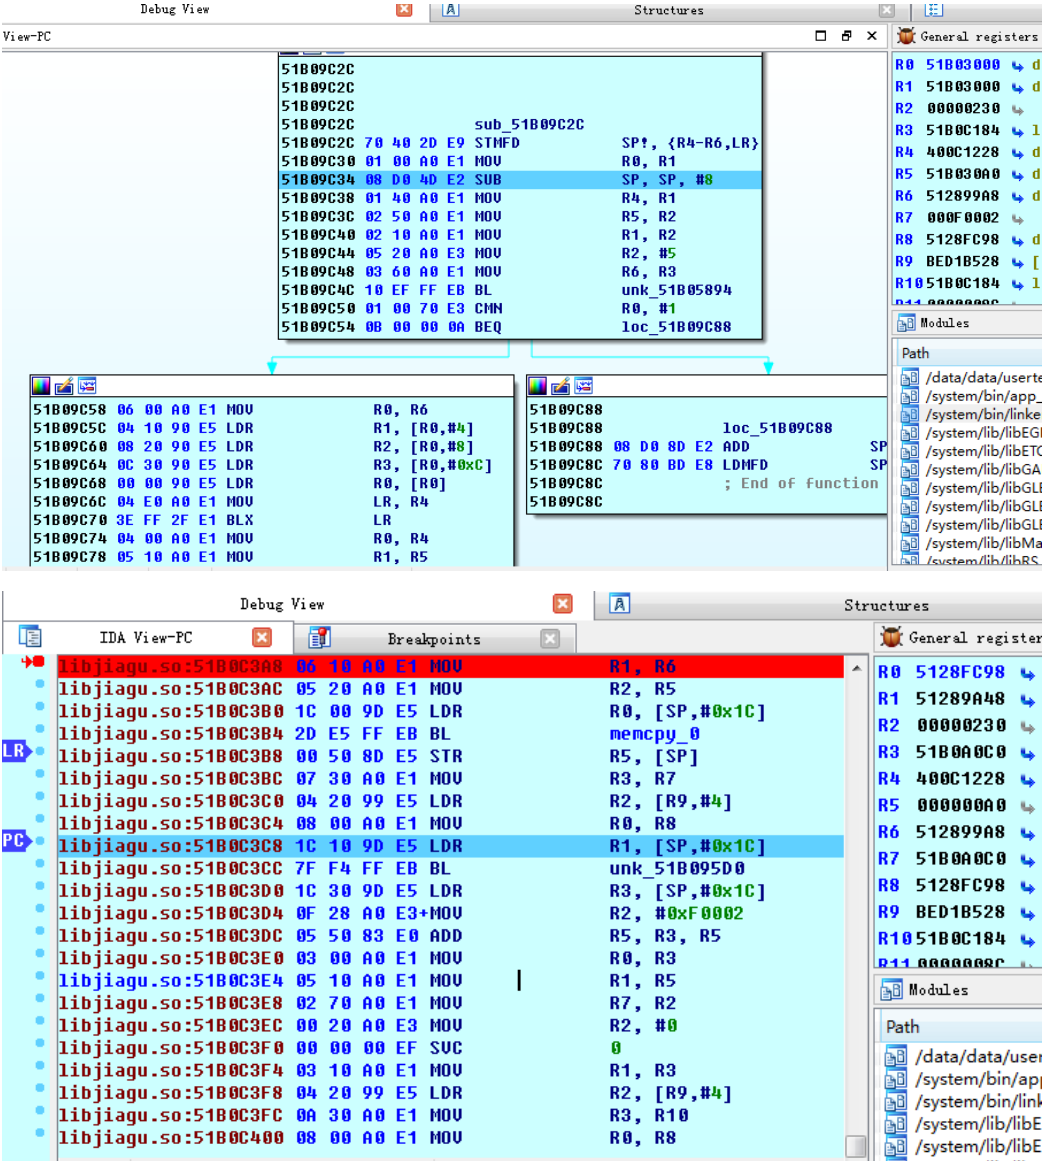 Debug View
Structures
View-PC
General registers
51B09C2C
51B09C2C
51B09C2C
51B09C2C sub_51B09C2C
51B09C2C 70 40 2D E9 STMFD SP!, {R4-R6,LR}
51B09C30 01 00 A0 E1 MOV R0, R1
51B09C34 08 D0 4D E2 SUB SP, SP, #8
51B09C38 01 40 A0 E1 MOV R4, R1
51B09C3C 02 50 A0 E1 MOV R5, R2
51B09C40 02 10 A0 E1 MOV R1, R2
51B09C44 05 20 A0 E3 MOV R2, #5
51B09C48 03 60 A0 E1 MOV R6, R3
51B09C4C 10 EF FF EB BL unk_51B05894
51B09C50 01 00 70 E3 CMN R0, #1
51B09C54 0B 00 00 0A BEQ loc_51B09C88
51B09C58 06 00 A0 E1 MOV R0, R6
51B09C5C 04 10 90 E5 LDR R1, [R0,#4]
51B09C60 08 20 90 E5 LDR R2, [R0,#8]
51B09C64 0C 30 90 E5 LDR R3, [R0,#0xC]
51B09C68 00 00 90 E5 LDR R0, [R0]
51B09C6C 04 E0 A0 E1 MOV LR, R4
51B09C70 3E FF 2F E1 BLX LR
51B09C74 04 00 A0 E1 MOV R0, R4
51B09C78 05 10 A0 E1 MOV R1, R5
51B09C88
51B09C88 loc_51B09C88
51B09C88 08 D0 8D E2 ADD SP
51B09C8C 70 80 BD E8 LDMFD SP
51B09C8C ; End of function
51B09C8C
R0 51B03000 d
R1 51B03000 d
R2 00000230
R3 51B0C184 l
R4 400C1228 d
R5 51B030A0 d
R6 512899A8 d
R7 000F0002
R8 5128FC98 d
R9 BED1B528 [
R10 51B0C184 l
R11 0000008C
Modules
Path
/data/data/userte
/system/bin/app_
/system/bin/linke
/system/lib/libEGI
/system/lib/libETC
/system/lib/libGA
/system/lib/libGLE
/system/lib/libGLE
/system/lib/libGLE
/system/lib/libMa
/system/lib/libRS
Debug View
Structures
IDA View-PC
Breakpoints
General register
libjiagu.so:51B0C3A8 06 10 A0 E1 MOV R1, R6
libjiagu.so:51B0C3AC 05 20 A0 E1 MOV R2, R5
libjiagu.so:51B0C3B0 1C 00 9D E5 LDR R0, [SP,#0x1C]
libjiagu.so:51B0C3B4 2D E5 FF EB BL memcpy_0
LR libjiagu.so:51B0C3B8 00 50 8D E5 STR R5, [SP]
libjiagu.so:51B0C3BC 07 30 A0 E1 MOV R3, R7
libjiagu.so:51B0C3C0 04 20 99 E5 LDR R2, [R9,#4]
libjiagu.so:51B0C3C4 08 00 A0 E1 MOV R0, R8
PC libjiagu.so:51B0C3C8 1C 10 9D E5 LDR R1, [SP,#0x1C]
libjiagu.so:51B0C3CC 7F F4 FF EB BL unk_51B095D0
libjiagu.so:51B0C3D0 1C 30 9D E5 LDR R3, [SP,#0x1C]
libjiagu.so:51B0C3D4 0F 28 A0 E3+MOV R2, #0xF0002
libjiagu.so:51B0C3DC 05 50 83 E0 ADD R5, R3, R5
libjiagu.so:51B0C3E0 03 00 A0 E1 MOV R0, R3
libjiagu.so:51B0C3E4 05 10 A0 E1 MOV R1, R5
libjiagu.so:51B0C3E8 02 70 A0 E1 MOV R7, R2
libjiagu.so:51B0C3EC 00 20 A0 E3 MOV R2, #0
libjiagu.so:51B0C3F0 00 00 00 EF SVC 0
libjiagu.so:51B0C3F4 03 10 A0 E1 MOV R1, R3
libjiagu.so:51B0C3F8 04 20 99 E5 LDR R2, [R9,#4]
libjiagu.so:51B0C3FC 0A 30 A0 E1 MOV R3, R10
libjiagu.so:51B0C400 08 00 A0 E1 MOV R0, R8
R0 5128FC98
R1 51289A48
R2 00000230
R3 51B0A0C0
R4 400C1228
R5 000000A0
R6 512899A8
R7 51B0A0C0
R8 5128FC98
R9 BED1B528
R10 51B0C184
R11 0000008C
Modules
Path
/data/data/user
/system/bin/app
/system/bin/link
/system/lib/libE
/system/lib/libE